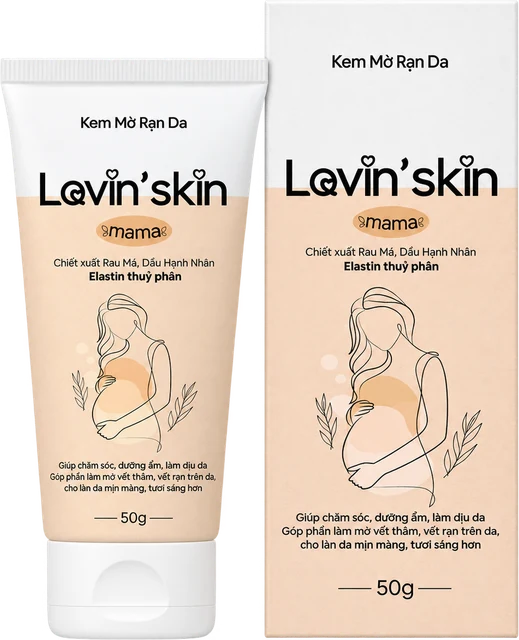 Kem Mờ Rạn Da
Lovin'skin
mama
Chiết xuất Rau Má, Dầu Hạnh Nhân
Elastin thuỷ phân
Giúp chăm sóc, dưỡng ẩm, làm dịu da
Góp phần làm mờ vết thâm, vết rạn trên da,
cho làn da mịn màng, tươi sáng hơn
50g
Kem Mờ Rạn Da
Lovin'skin
mama
Chiết xuất Rau Má, Dầu Hạnh Nhân
Elastin thuỷ phân
Giúp chăm sóc, dưỡng ẩm, làm dịu da
Góp phần làm mờ vết thâm, vết rạn trên da,
cho làn da mịn màng, tươi sáng hơn
50g